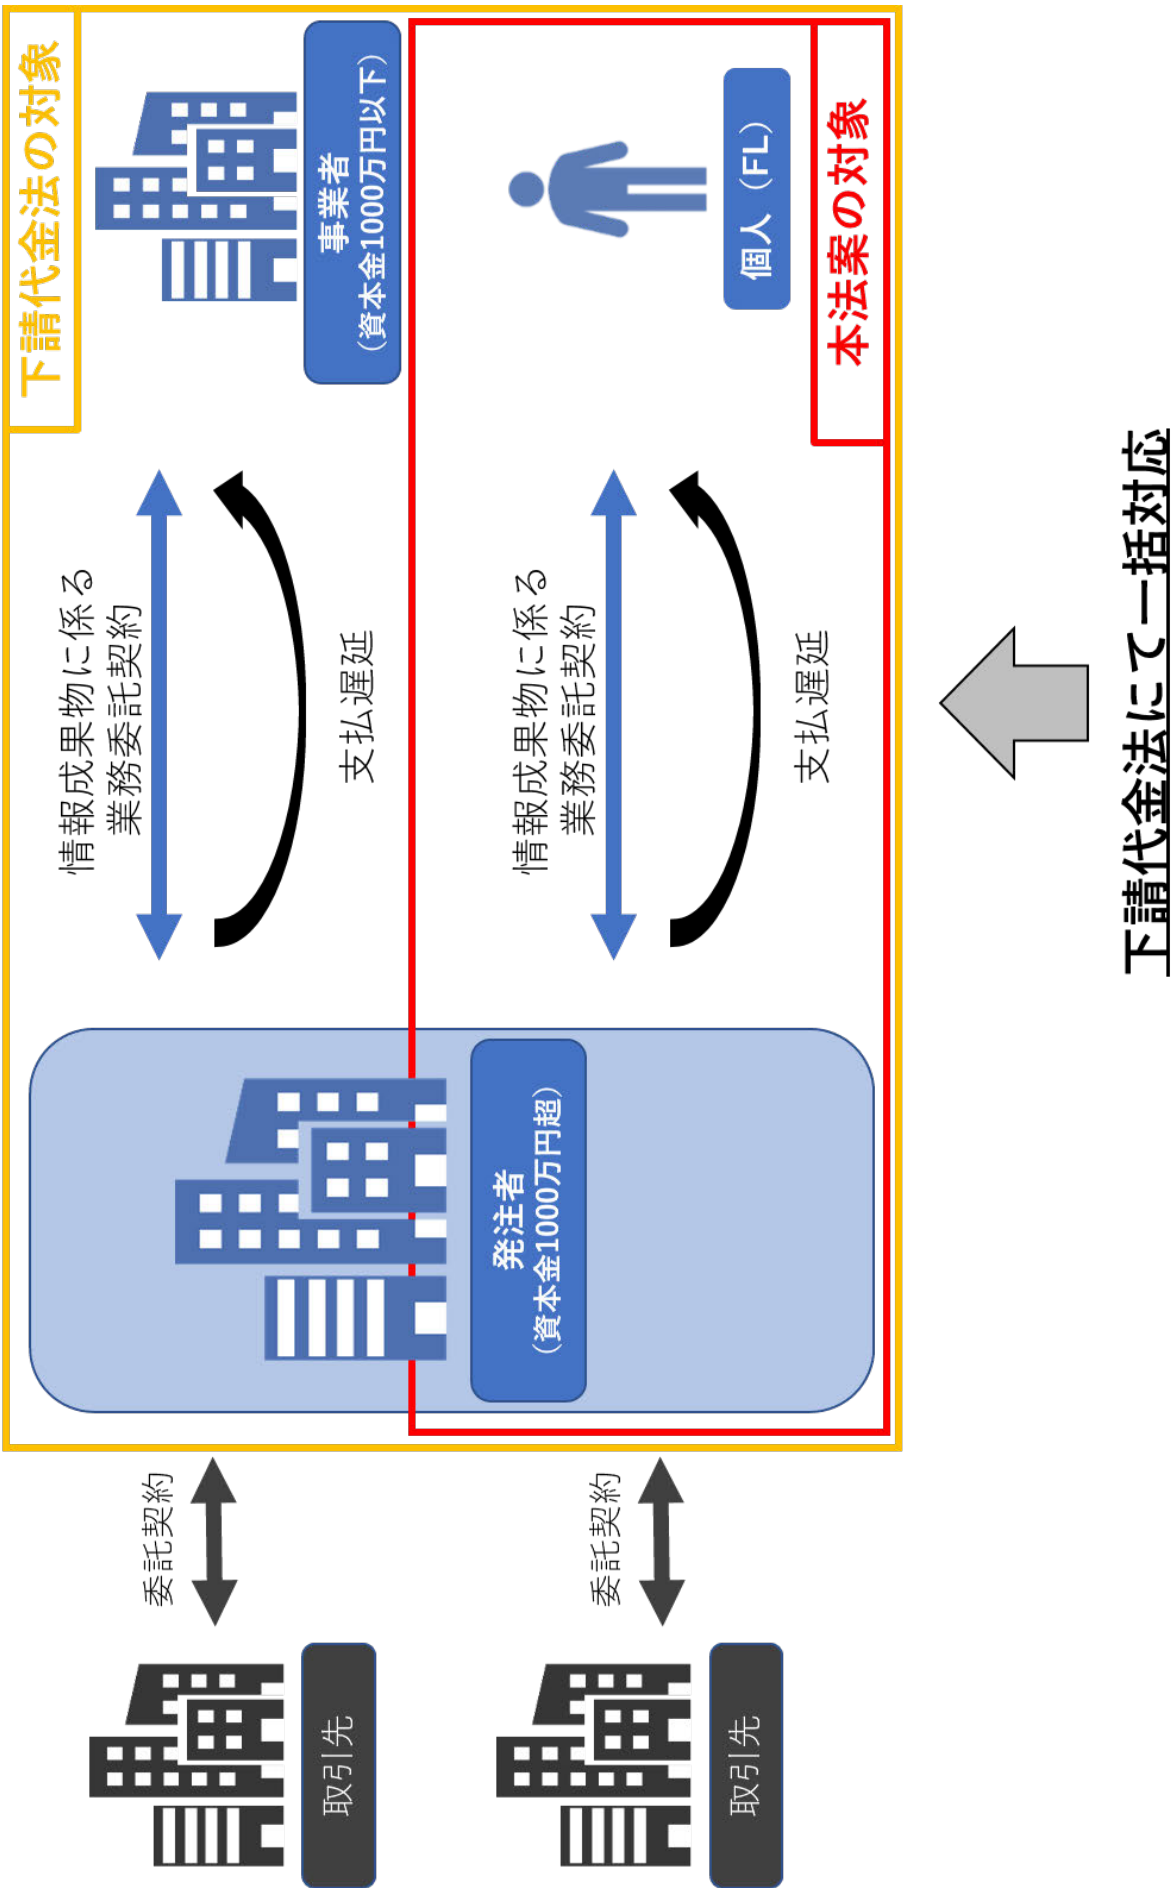 下請代金法の対象
取引先
委託契約
発注者
（資本金1000万円超）
情報成果物に係る
業務委託契約
支払遅延
事業者
（資本金1000万円以下）
取引先
委託契約
情報成果物に係る
業務委託契約
支払遅延
個人（FL）
本法案の対象
下請代金法にて一括対応